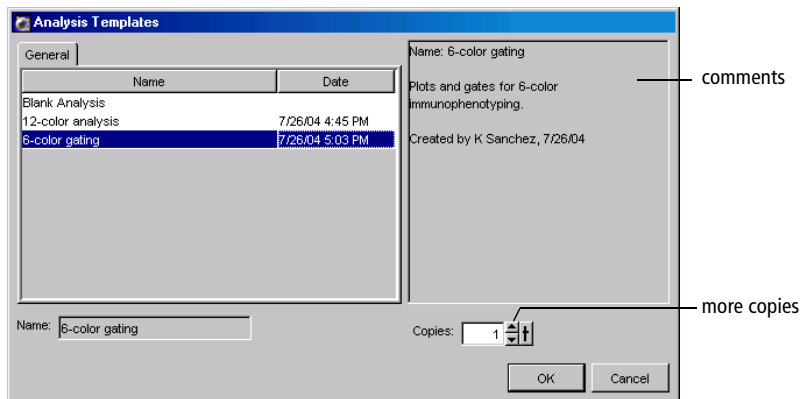 Analysis Templates
General
Name Date
Blank Analysis
12-color analysis 7/26/04 4:45 PM
6-color gating 7/26/04 5:03 PM
Name: 6-color gating
Plots and gates for 6-color
immunophenotyping.
Created by K Sanchez, 7/26/04
comments
Name: 6-color gating
Copies: 1
more copies
OK Cancel